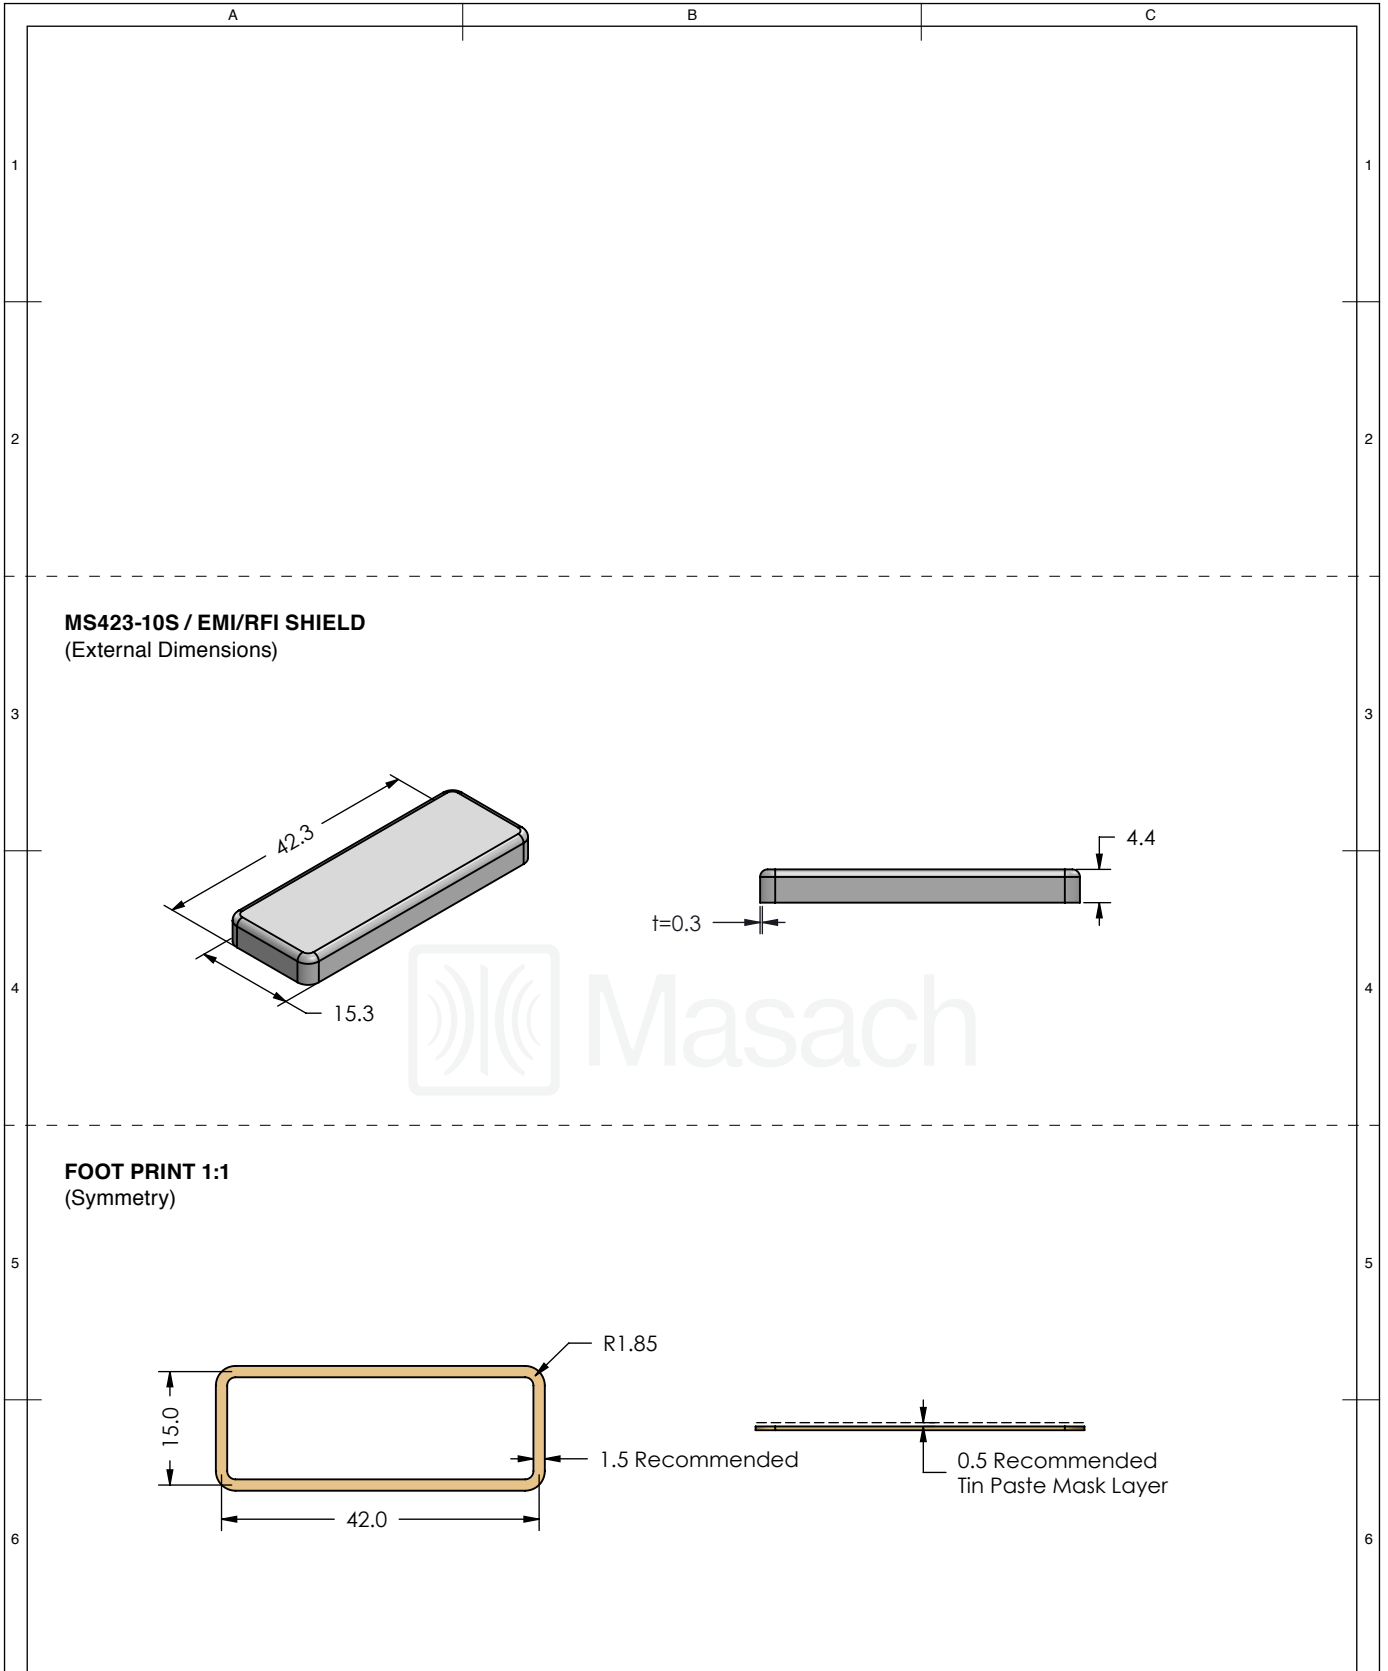 A
B
C
1
1
2
2
MS423-10S / EMI/RFI SHIELD
(External Dimensions)
3
3
42.3
4.4
t=0.3
15.3
Masach
4
4
FOOT PRINT 1:1
(Symmetry)
5
5
R1.85
15.0
1.5 Recommended
0.5 Recommended
Tin Paste Mask Layer
42.0
6
6